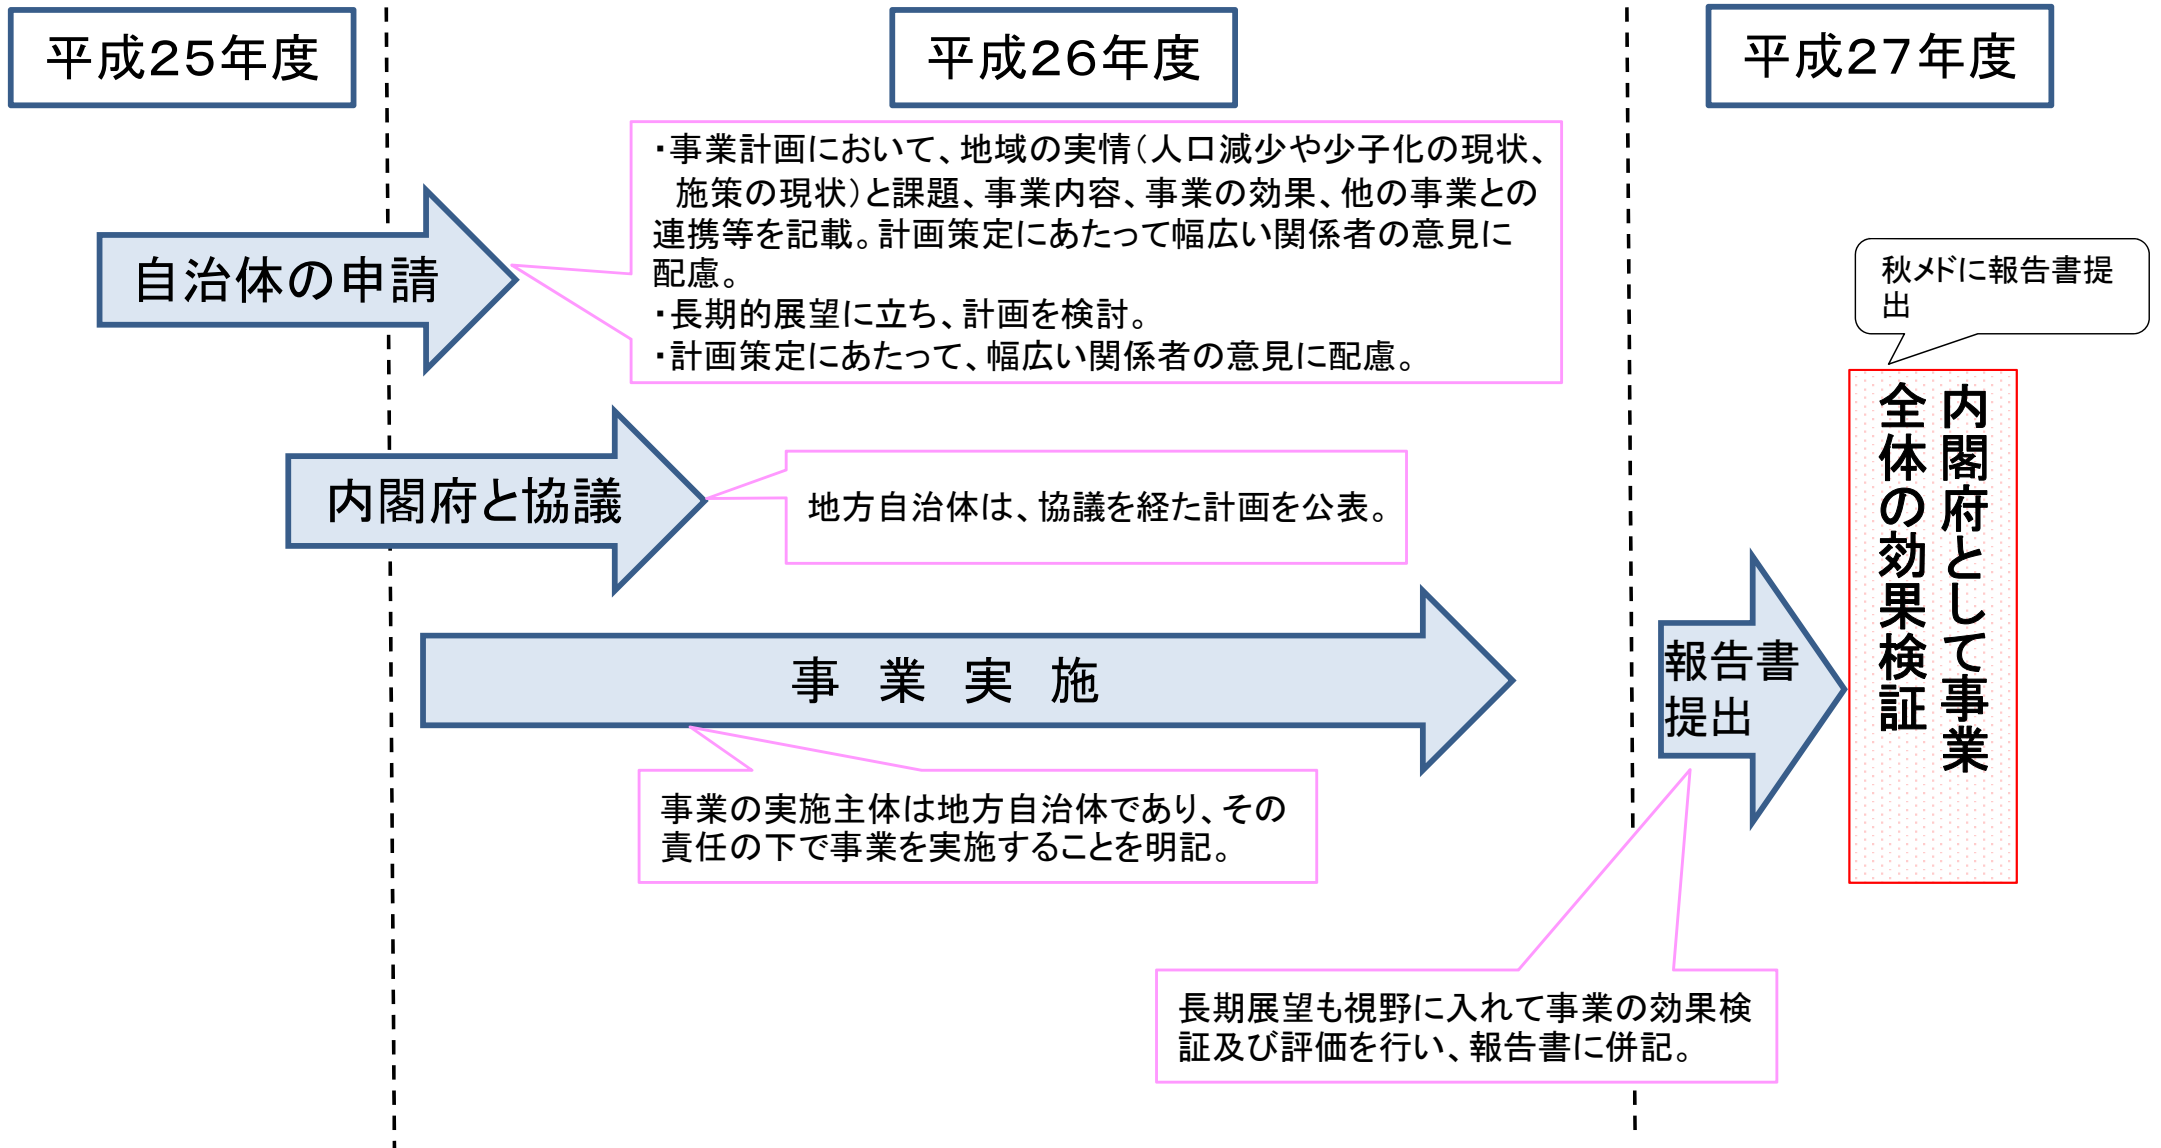 平成25年度
平成26年度
平成27年度
・事業計画において、地域の実情(人口減少や少子化の現状、
施策の現状)と課題、事業内容、事業の効果、他の事業との
連携等を記載。計画策定にあたって幅広い関係者の意見に
配慮。
・長期的展望に立ち、計画を検討。
・計画策定にあたって、幅広い関係者の意見に配慮。
自治体の申請
秋メドに報告書提
出
内閣府と協議
地方自治体は、協議を経た計画を公表。
事 業 実 施
事業の実施主体は地方自治体であり、その
責任の下で事業を実施することを明記。
報告書
提出
内閣府として事業
全体の効果検証
長期展望も視野に入れて事業の効果検
証及び評価を行い、報告書に併記。